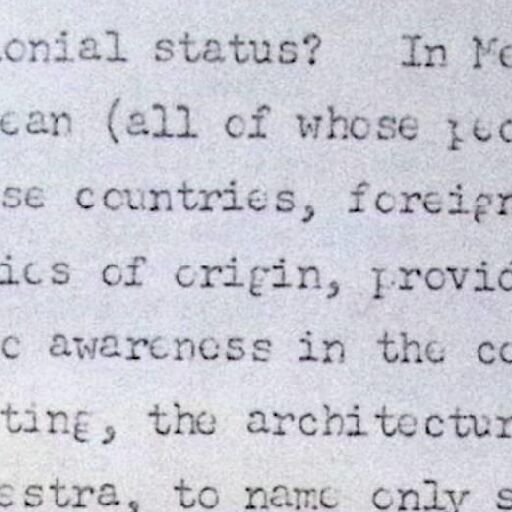 onial status? In Me
ean (all of whose peo
se countries, foreign
ics of origin, provid
c awareness in the co
ting, the architectur
estra, to name only s